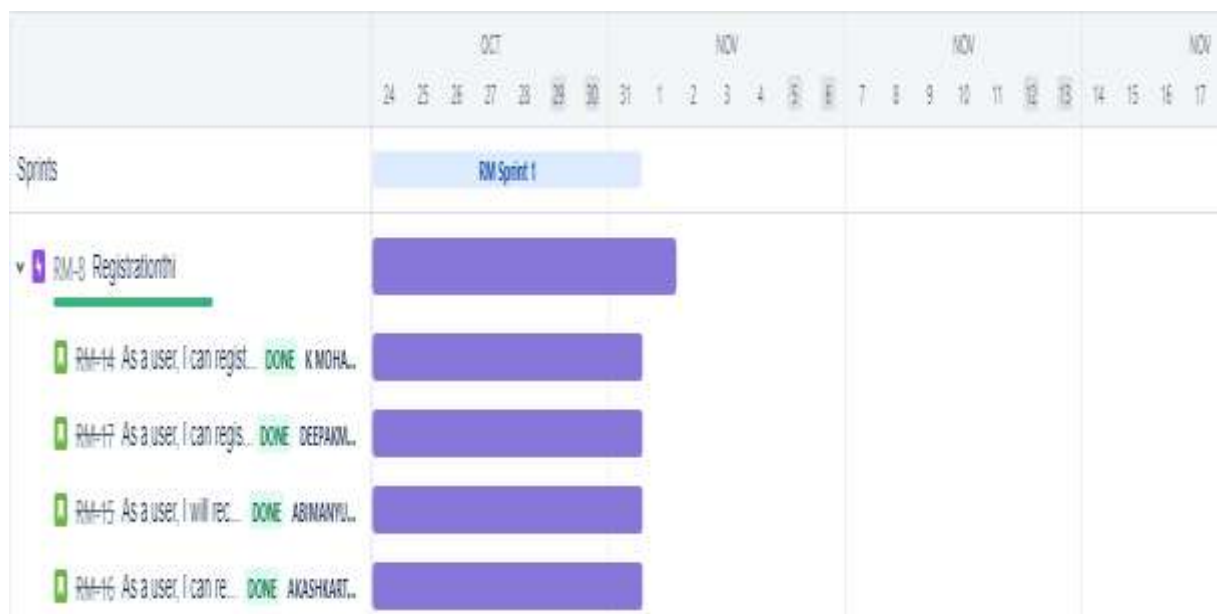 OCT NOV NOV NOV
24 25 26 27 28 29 30 31 1 2 3 4 5 6 7 8 9 10 11 12 13 14 15 16 17
Sprints RM Sprint 1
RM-8 Registrationthi
RM-14 As a user, I can regist... DONE K MOHA...
RM-17 As a user, I can regis... DONE DEEPAKM...
RM-15 As a user, I will rec... DONE ABIMANYU...
RM-16 As a user, I can re... DONE AKASHKART...